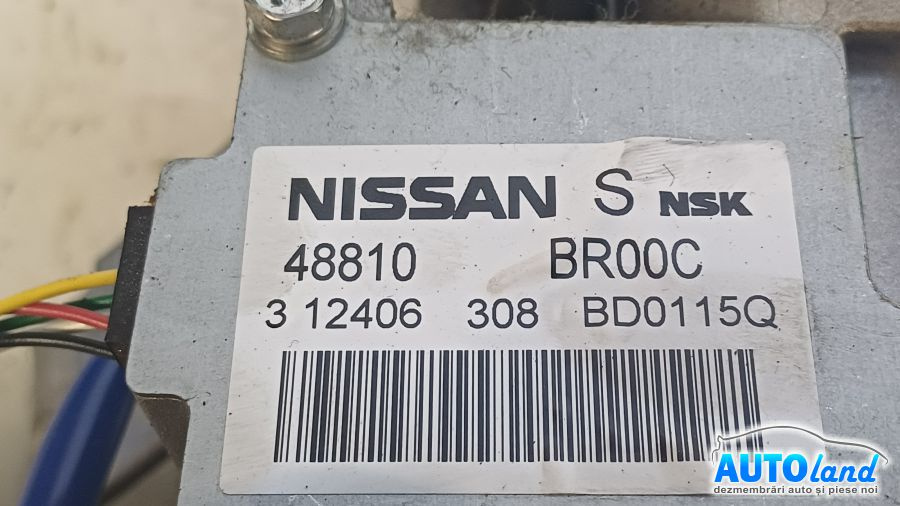 NISSAN S NSK
48810 BR00C
3 12406 308 BD0115Q
AUTOland
dezmembrări auto și piese noi